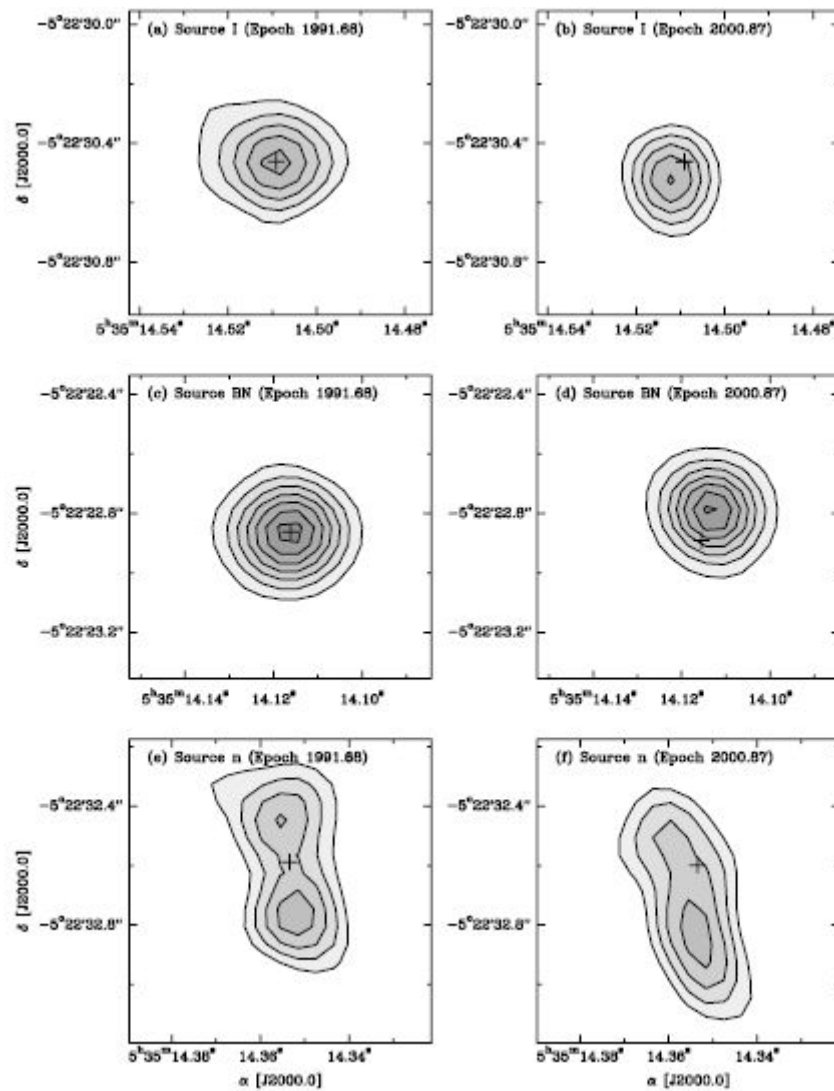 (a) Source I (Epoch 1991.68)
(b) Source I (Epoch 2000.87)
−5°22'30.0"
−5°22'30.4"
−5°22'30.8"
δ [J2000.0]
5ʰ35ᵐ14.54ˢ 14.52ˢ 14.50ˢ 14.48ˢ
−5°22'30.0"
−5°22'30.4"
−5°22'30.8"
5ʰ35ᵐ14.54ˢ 14.52ˢ 14.50ˢ 14.48ˢ
(c) Source BN (Epoch 1991.68)
(d) Source BN (Epoch 2000.87)
−5°22'22.4"
−5°22'22.8"
−5°22'23.2"
5ʰ35ᵐ14.14ˢ 14.12ˢ 14.10ˢ
−5°22'22.4"
−5°22'22.8"
−5°22'23.2"
5ʰ35ᵐ14.14ˢ 14.12ˢ 14.10ˢ
(e) Source n (Epoch 1991.68)
(f) Source n (Epoch 2000.87)
−5°22'32.4"
−5°22'32.8"
δ [J2000.0]
5ʰ35ᵐ14.38ˢ 14.36ˢ 14.34ˢ
α [J2000.0]
−5°22'32.4"
−5°22'32.8"
5ʰ35ᵐ14.38ˢ 14.36ˢ 14.34ˢ
α [J2000.0]